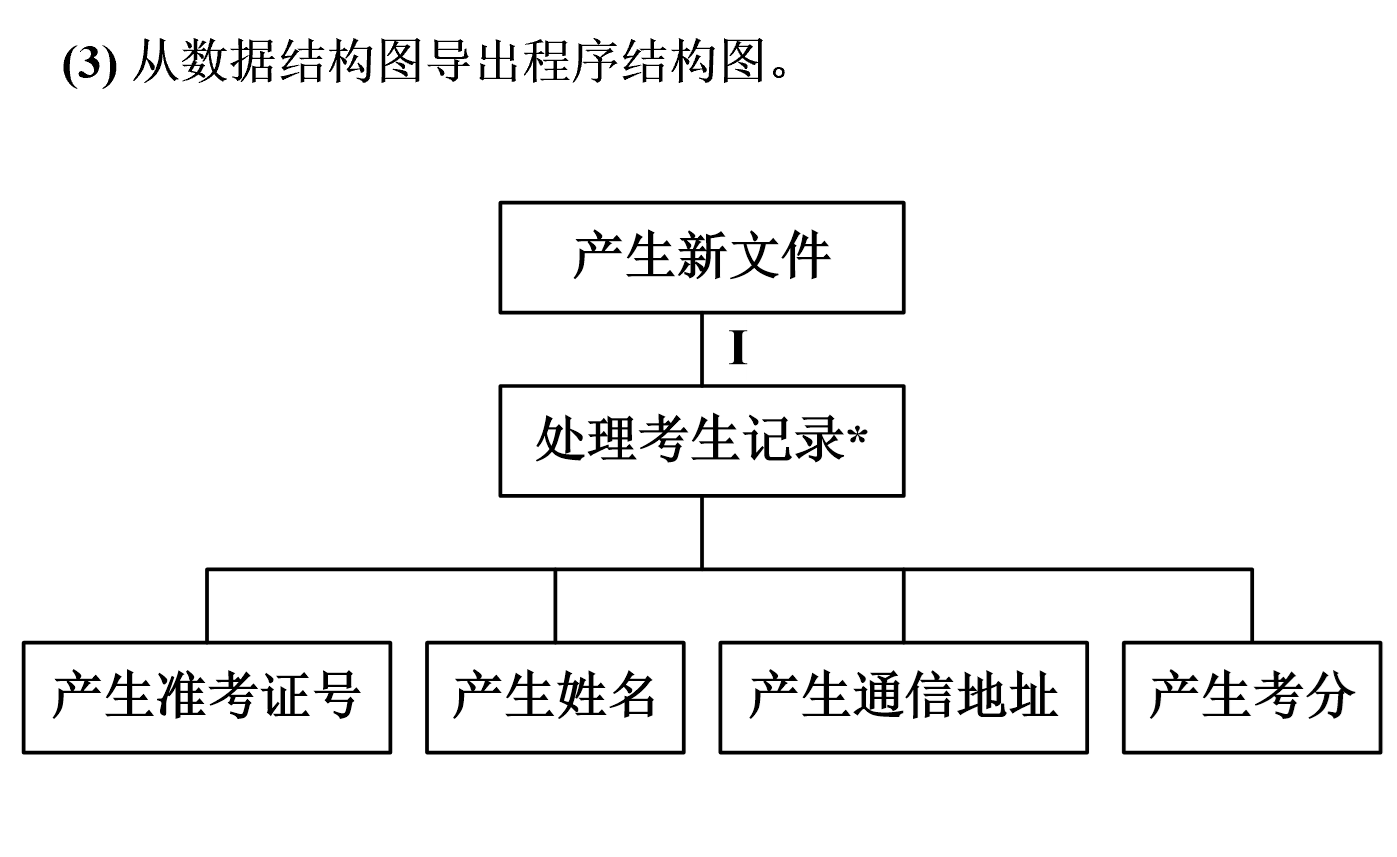 (3) 从数据结构图导出程序结构图。
产生新文件
I
处理考生记录*
产生准考证号
产生姓名
产生通信地址
产生考分